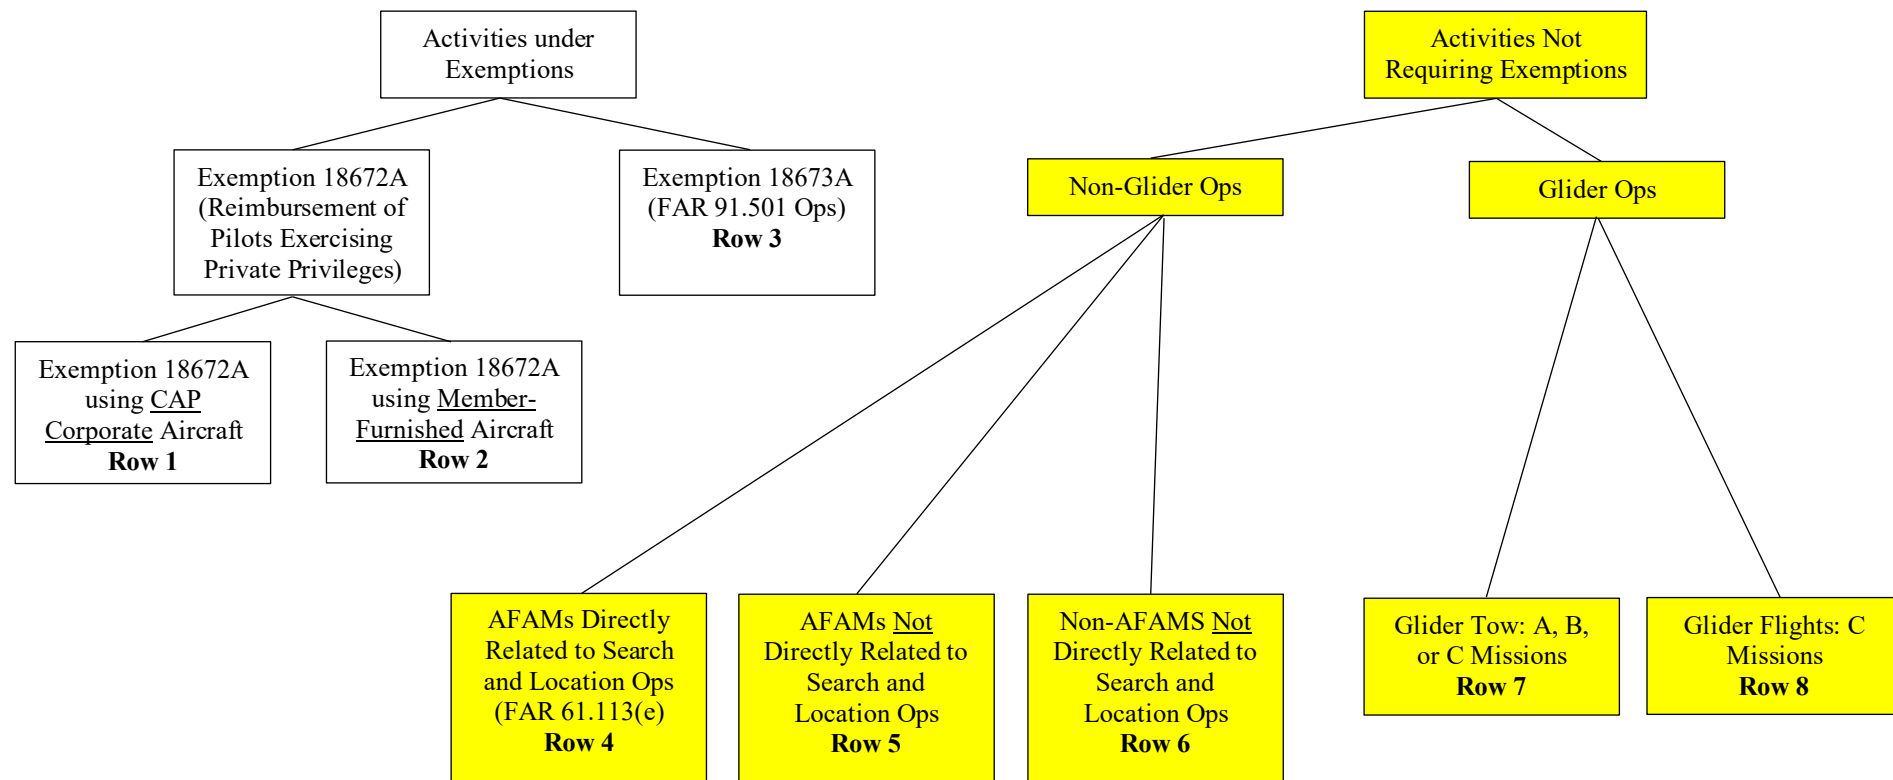 Activities under
Exemptions
Activities Not
Requiring Exemptions
Exemption 18672A
(Reimbursement of
Pilots Exercising
Private Privileges)
Exemption 18673A
(FAR 91.501 Ops)
Row 3
Non-Glider Ops
Glider Ops
Exemption 18672A
using CAP
Corporate Aircraft
Row 1
Exemption 18672A
using Member-
Furnished Aircraft
Row 2
AFAMs Directly
Related to Search
and Location Ops
(FAR 61.113(e)
Row 4
AFAMs Not
Directly Related to
Search and
Location Ops
Row 5
Non-AFAMS Not
Directly Related to
Search and
Location Ops
Row 6
Glider Tow: A, B,
or C Missions
Row 7
Glider Flights: C
Missions
Row 8